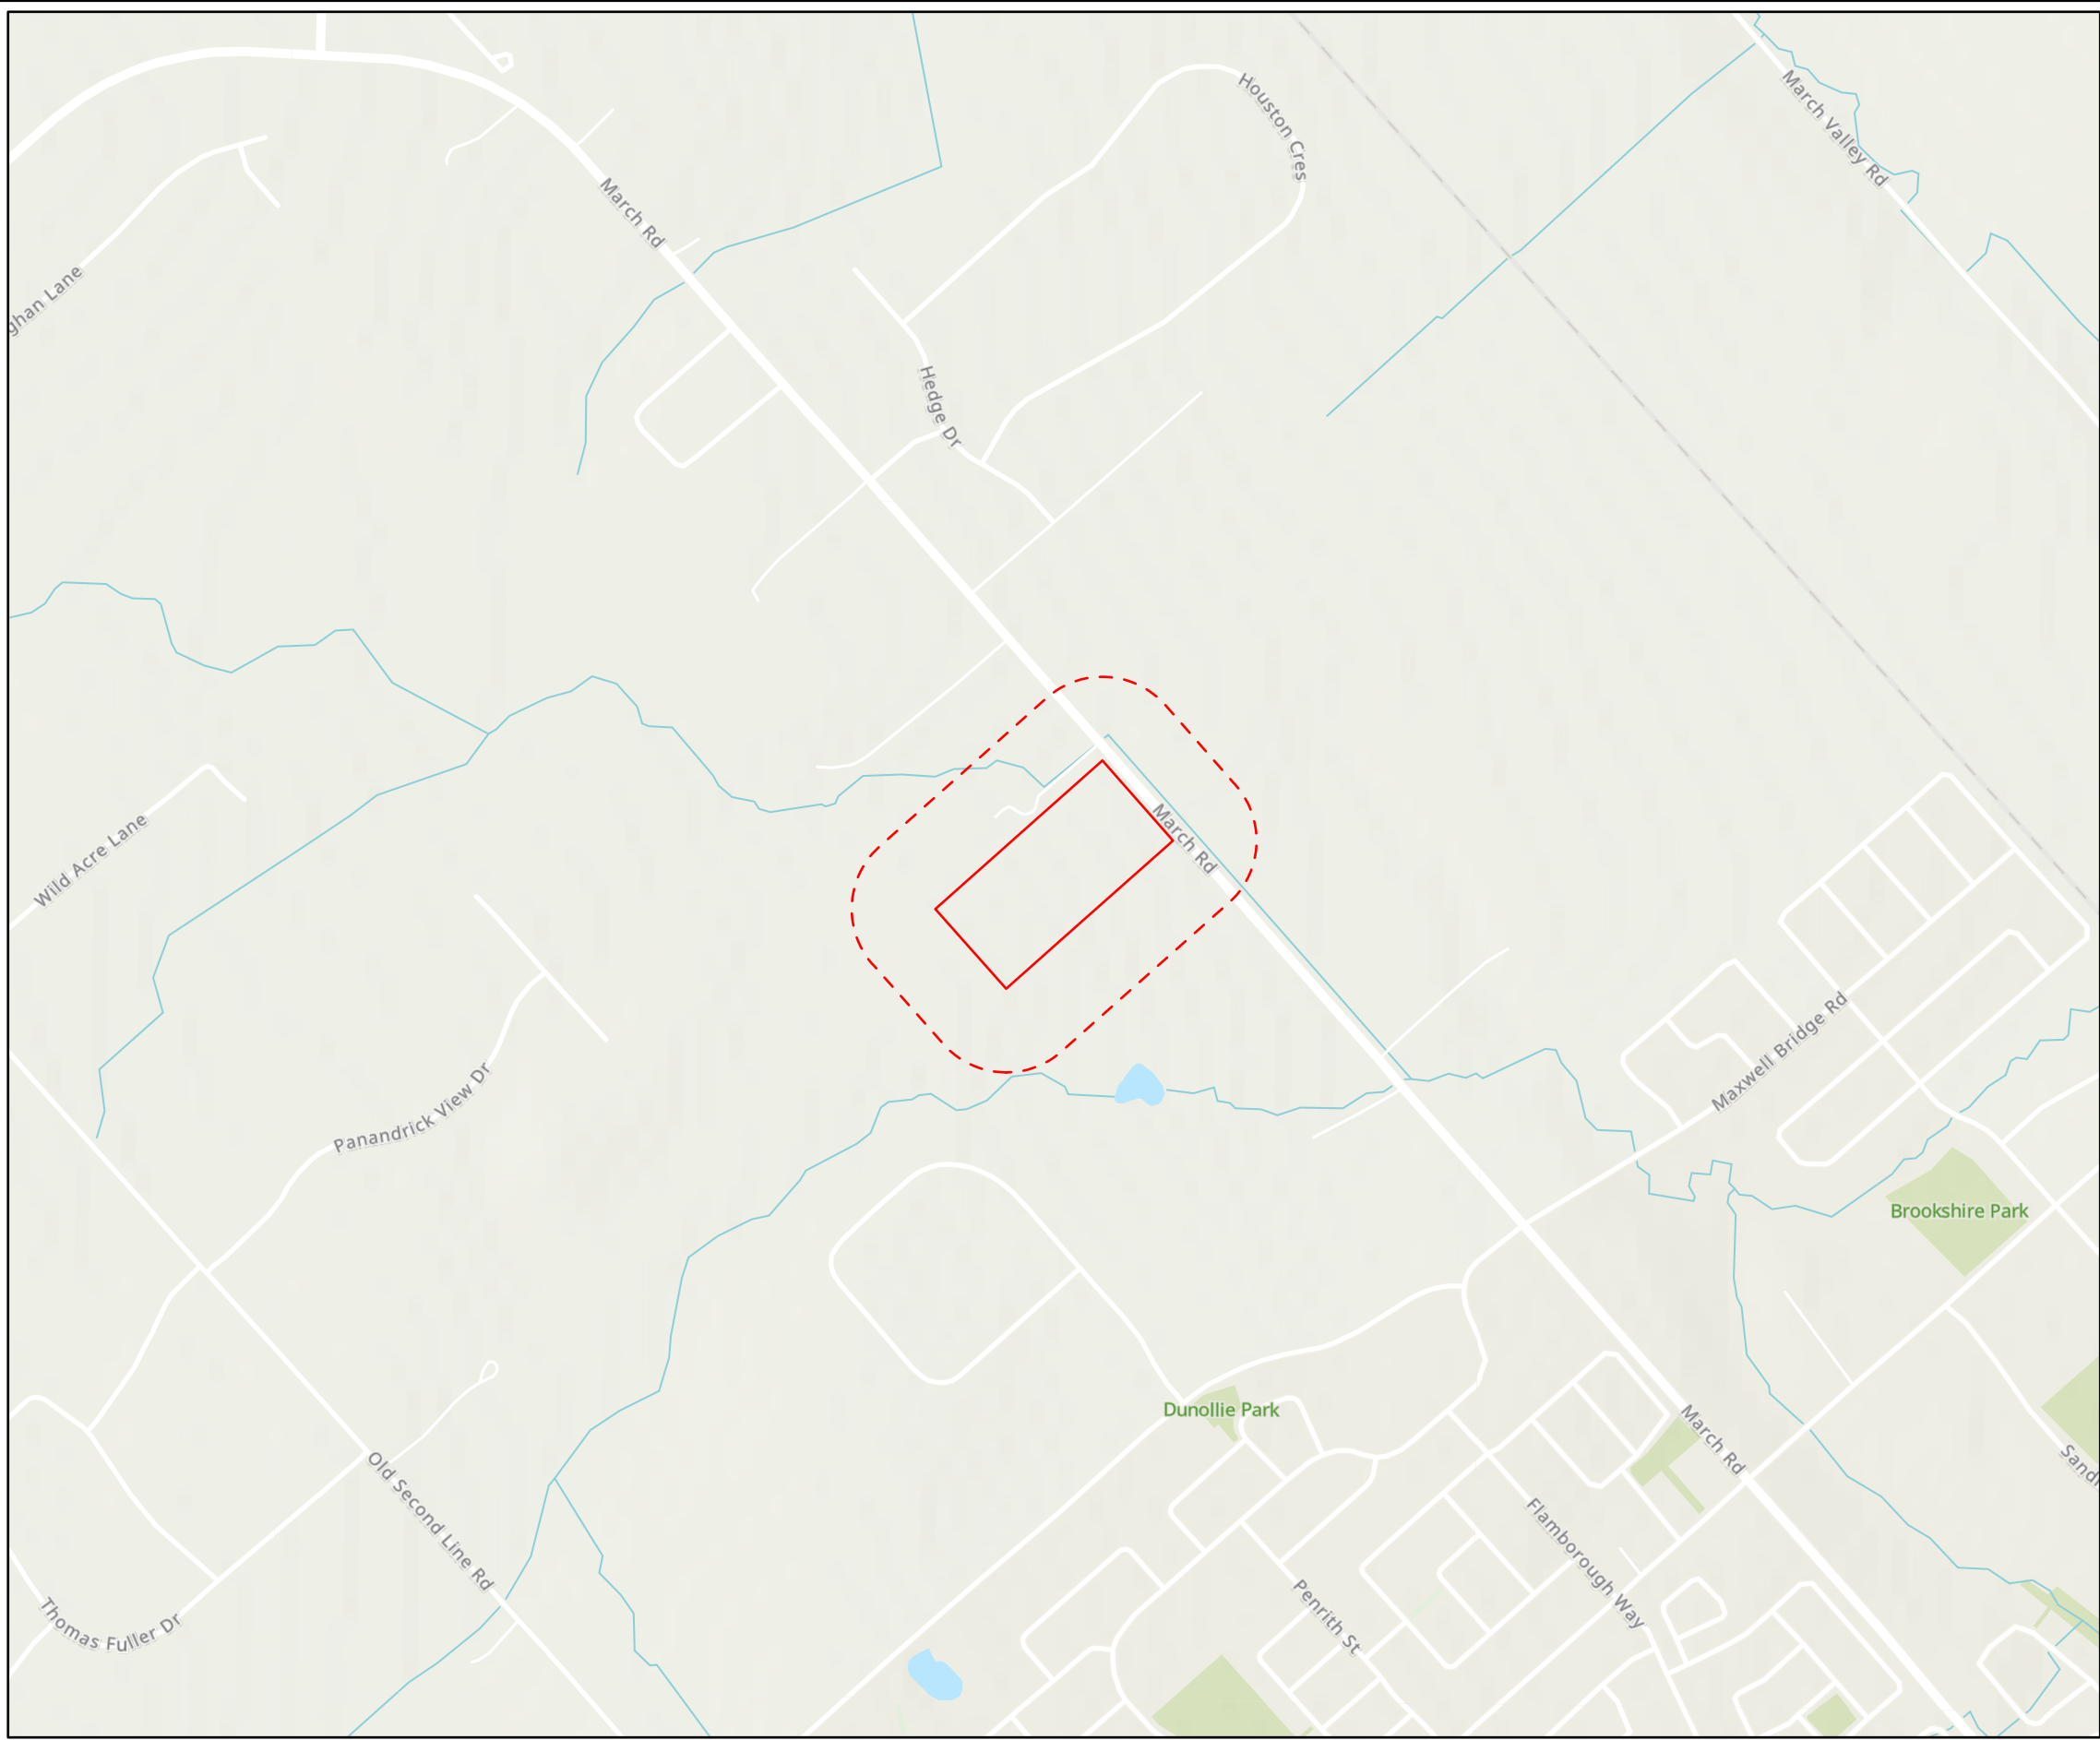 Houston Cres
March Valley Rd
March Rd
ghan Lane
Hedge Dr
March Rd
Wild Acre Lane
Maxwell Bridge Rd
Panandrick View Dr
Brookshire Park
Dunollie Park
March Rd
Sandh
Old Second Line Rd
Flamborough Way
Penrith St
Thomas Fuller Dr